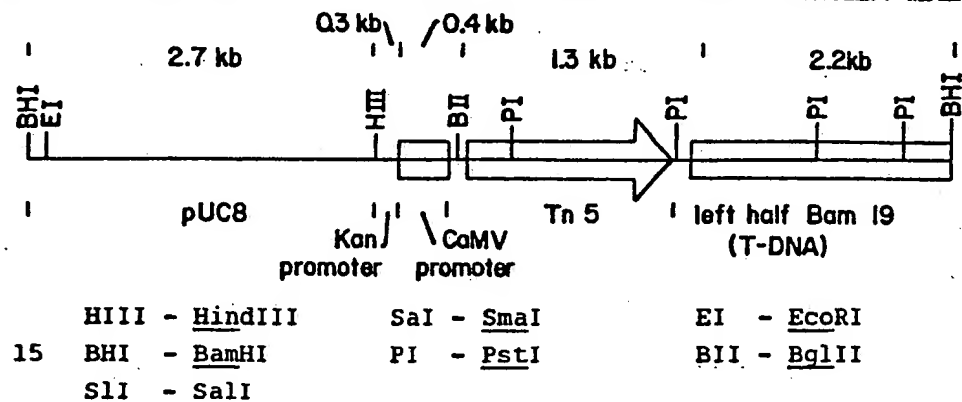 0.3 kb 0.4 kb
2.7 kb 1.3 kb 2.2kb
BHI EI HIII BII PI PI PI PI BHI
pUC8 Tn 5 left half Bam 19
Kan CaMV (T-DNA)
promoter promoter
HIII - HindIII SaI - SmaI EI - EcoRI
15 BHI - BamHI PI - PstI BII - BglII
SlI - SalI